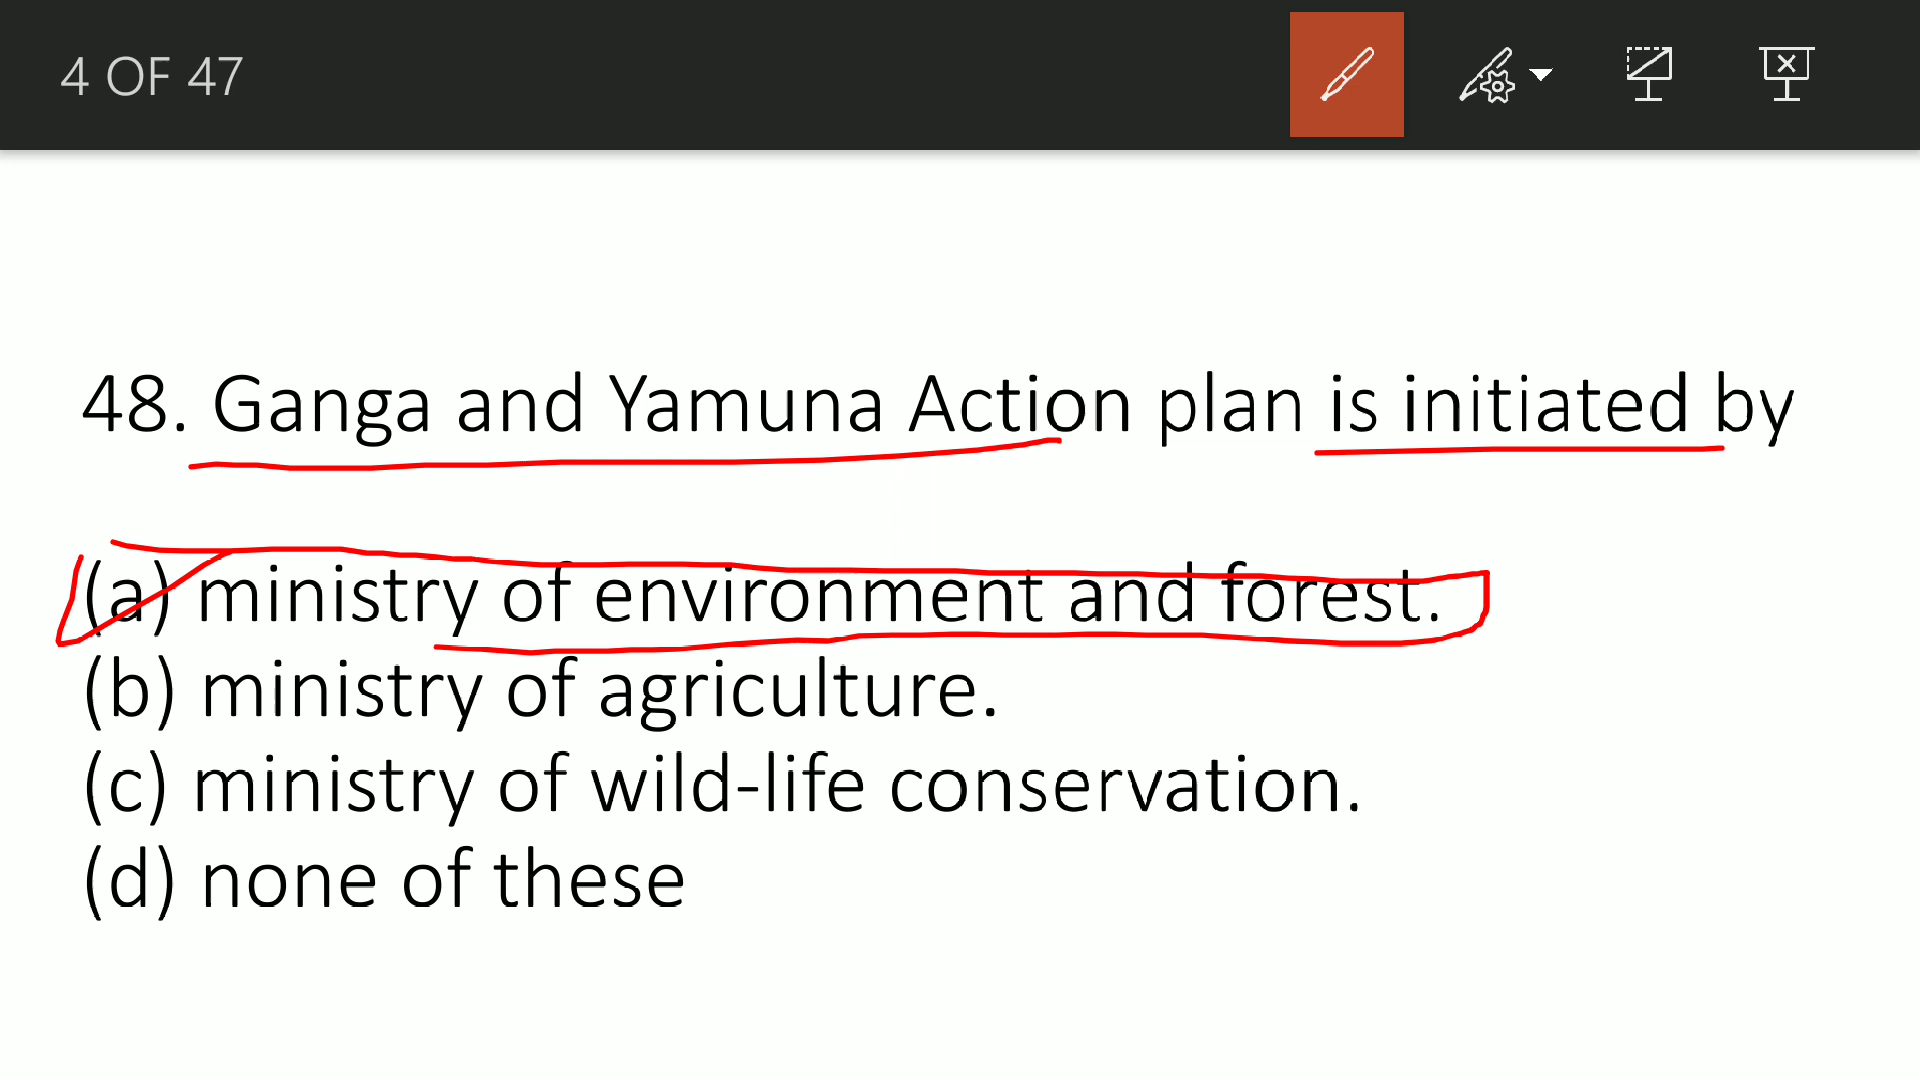 4 OF 47
48. Ganga and Yamuna Action plan is initiated by
(a) ministry of environment and forest.
(b) ministry of agriculture.
(c) ministry of wild-life conservation.
(d) none of these